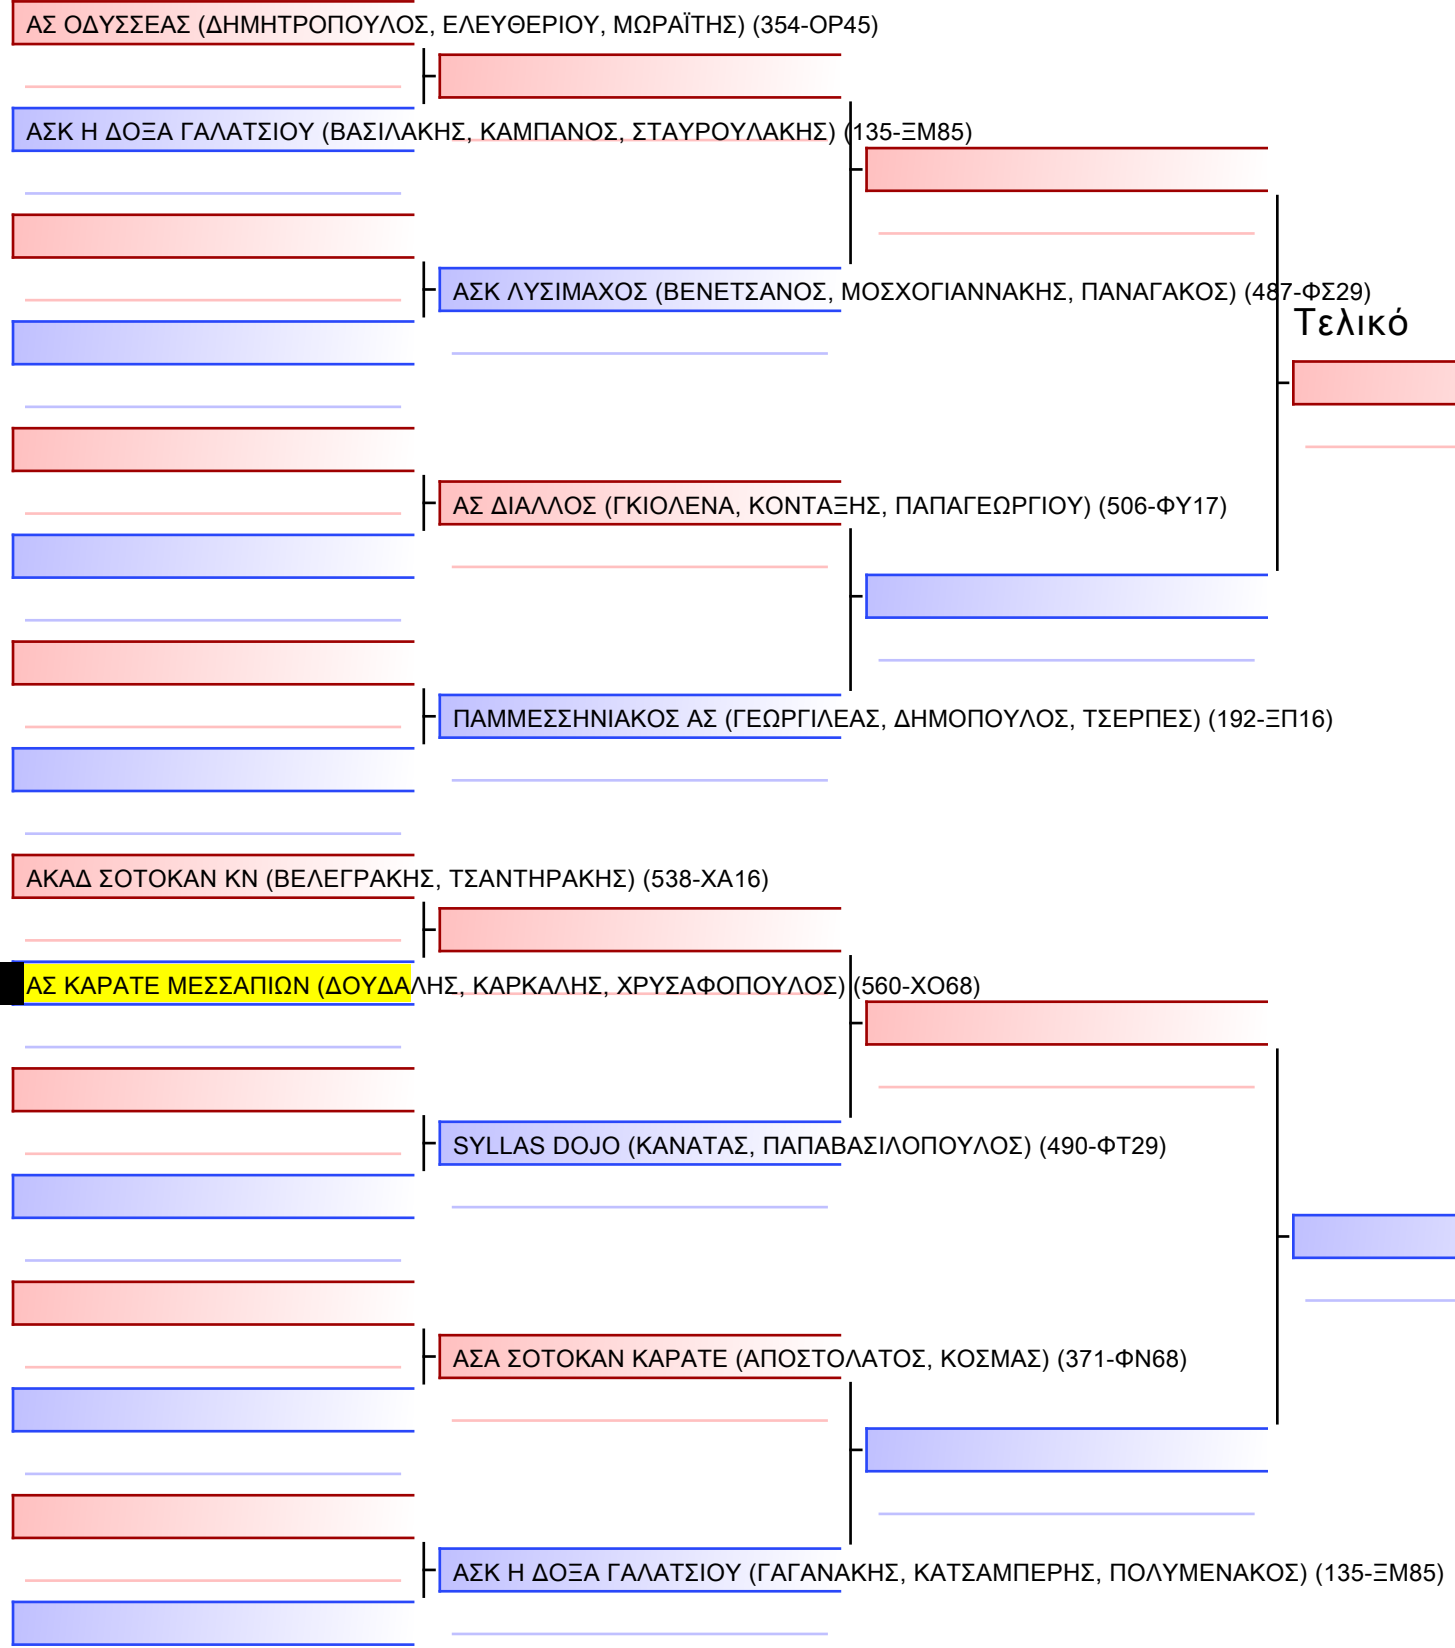 ΑΣ ΟΔΥΣΣΕΑΣ (ΔΗΜΗΤΡΟΠΟΥΛΟΣ, ΕΛΕΥΘΕΡΙΟΥ, ΜΩΡΑΪΤΗΣ) (354-ΟΡ45)
ΑΣΚ Η ΔΟΞΑ ΓΑΛΑΤΣΙΟΥ (ΒΑΣΙΛΑΚΗΣ, ΚΑΜΠΑΝΟΣ, ΣΤΑΥΡΟΥΛΑΚΗΣ) (135-ΞΜ85)
ΑΣΚ ΛΥΣΙΜΑΧΟΣ (ΒΕΝΕΤΣΑΝΟΣ, ΜΟΣΧΟΓΙΑΝΝΑΚΗΣ, ΠΑΝΑΓΑΚΟΣ) (487-ΦΣ29)
Τελικό
ΑΣ ΔΙΑΛΛΟΣ (ΓΚΙΟΛΕΝΑ, ΚΟΝΤΑΞΗΣ, ΠΑΠΑΓΕΩΡΓΙΟΥ) (506-ΦΥ17)
ΠΑΜΜΕΣΣΗΝΙΑΚΟΣ ΑΣ (ΓΕΩΡΓΙΛΕΑΣ, ΔΗΜΟΠΟΥΛΟΣ, ΤΣΕΡΠΕΣ) (192-ΞΠ16)
ΑΚΑΔ ΣΟΤΟΚΑΝ ΚΝ (ΒΕΛΕΓΡΑΚΗΣ, ΤΣΑΝΤΗΡΑΚΗΣ) (538-ΧΑ16)
ΑΣ ΚΑΡΑΤΕ ΜΕΣΣΑΠΙΩΝ (ΔΟΥΔΑΛΗΣ, ΚΑΡΚΑΛΗΣ, ΧΡΥΣΑΦΟΠΟΥΛΟΣ) (560-ΧΟ68)
SYLLAS DOJO (ΚΑΝΑΤΑΣ, ΠΑΠΑΒΑΣΙΛΟΠΟΥΛΟΣ) (490-ΦΤ29)
ΑΣΑ ΣΟΤΟΚΑΝ ΚΑΡΑΤΕ (ΑΠΟΣΤΟΛΑΤΟΣ, ΚΟΣΜΑΣ) (371-ΦΝ68)
ΑΣΚ Η ΔΟΞΑ ΓΑΛΑΤΣΙΟΥ (ΓΑΓΑΝΑΚΗΣ, ΚΑΤΣΑΜΠΕΡΗΣ, ΠΟΛΥΜΕΝΑΚΟΣ) (135-ΞΜ85)